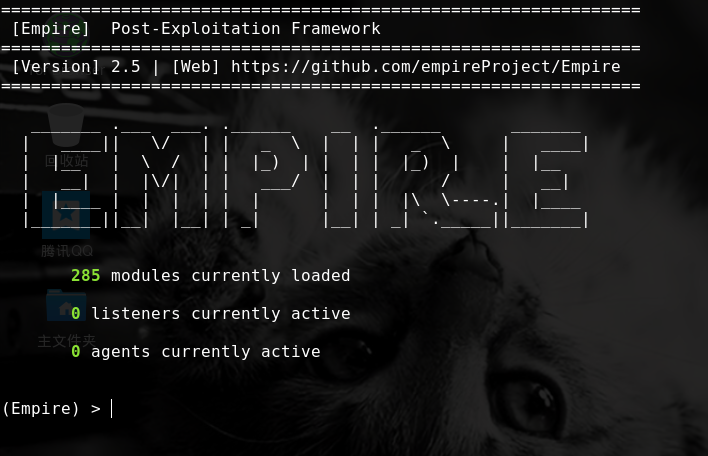 [Empire] Post-Exploitation Framework
[Version] 2.5 | [Web] https://github.com/empireProject/Empire
EMPIRE
回收站
腾讯QQ
285 modules currently loaded
0 listeners currently active
主文件夹
0 agents currently active
(Empire) >